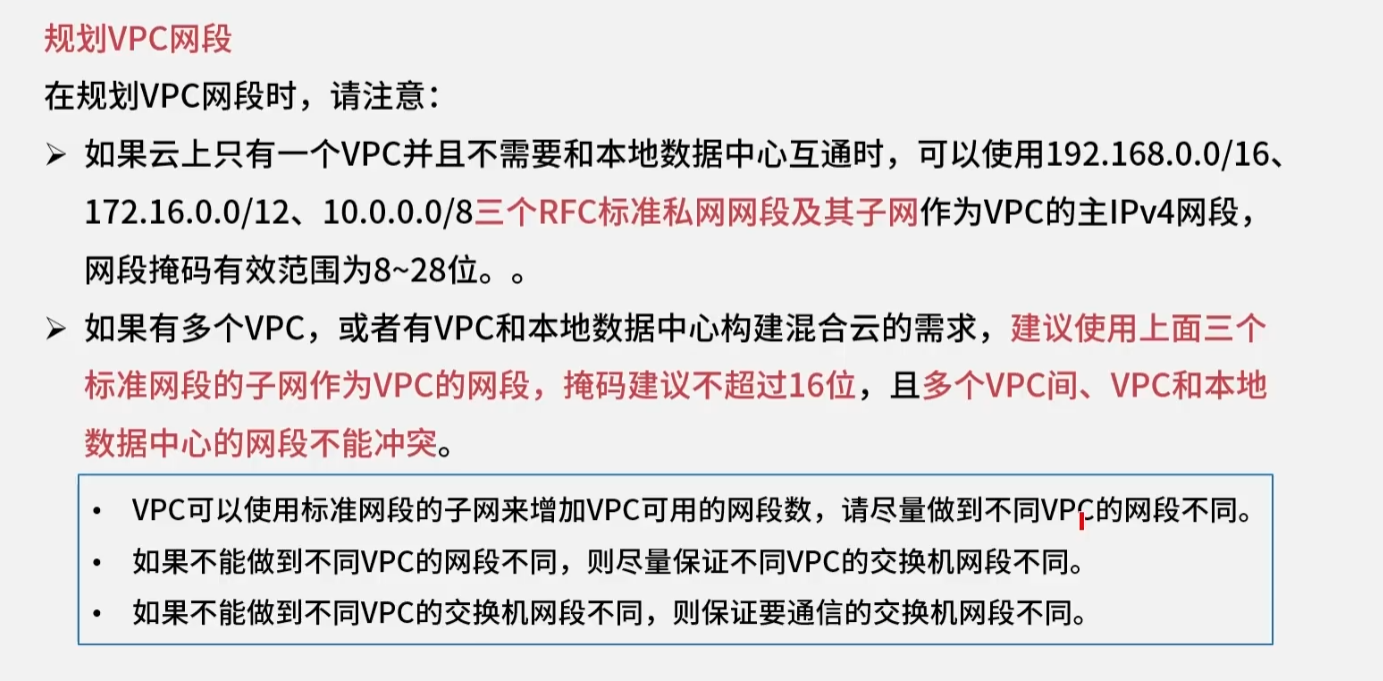 规划VPC网段
在规划VPC网段时，请注意：
➢ 如果云上只有一个VPC并且不需要和本地数据中心互通时，可以使用192.168.0.0/16、
172.16.0.0/12、10.0.0.0/8三个RFC标准私网网段及其子网作为VPC的主IPv4网段，
网段掩码有效范围为8~28位。。
➢ 如果有多个VPC，或者有VPC和本地数据中心构建混合云的需求，建议使用上面三个
标准网段的子网作为VPC的网段，掩码建议不超过16位，且多个VPC间、VPC和本地
数据中心的网段不能冲突。
• VPC可以使用标准网段的子网来增加VPC可用的网段数，请尽量做到不同VPC的网段不同。
• 如果不能做到不同VPC的网段不同，则尽量保证不同VPC的交换机网段不同。
• 如果不能做到不同VPC的交换机网段不同，则保证要通信的交换机网段不同。